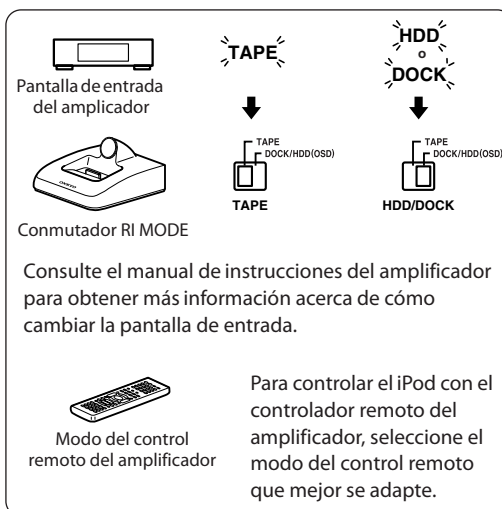 HDD
TAPE
o
DOCK
Pantalla de entrada
del amplicador
TAPE
DOCK/HDD(OSD)
TAPE
TAPE
DOCK/HDD(OSD)
HDD/DOCK
ONKYO
Conmutador RI MODE
Consulte el manual de instrucciones del amplificador
para obtener más información acerca de cómo
cambiar la pantalla de entrada.
Modo del control
remoto del amplificador
Para controlar el iPod con el
controlador remoto del
amplificador, seleccione el
modo del control remoto
que mejor se adapte.